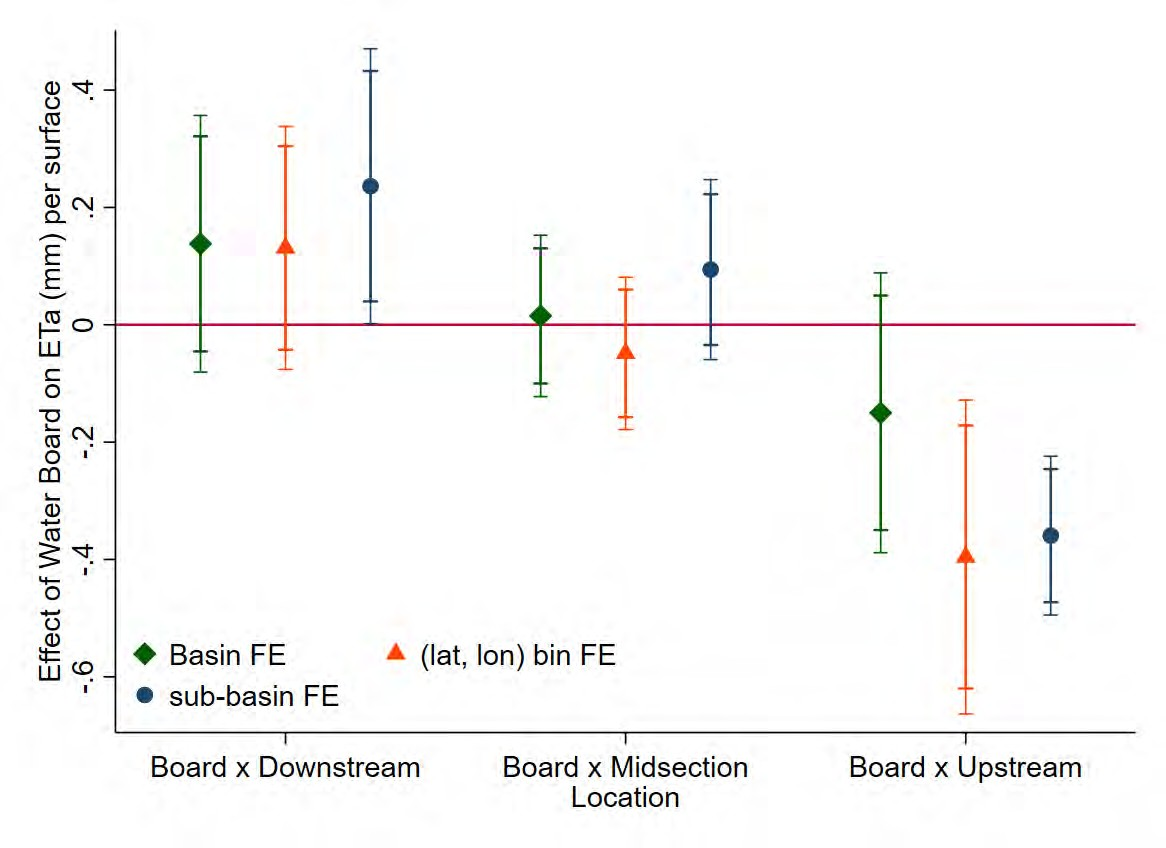 Effect of Water Board on ETa (mm) per surface
.4
.2
0
-.2
-.4
-.6
Basin FE
(lat, lon) bin FE
sub-basin FE
Board x Downstream
Board x Midsection
Board x Upstream
Location